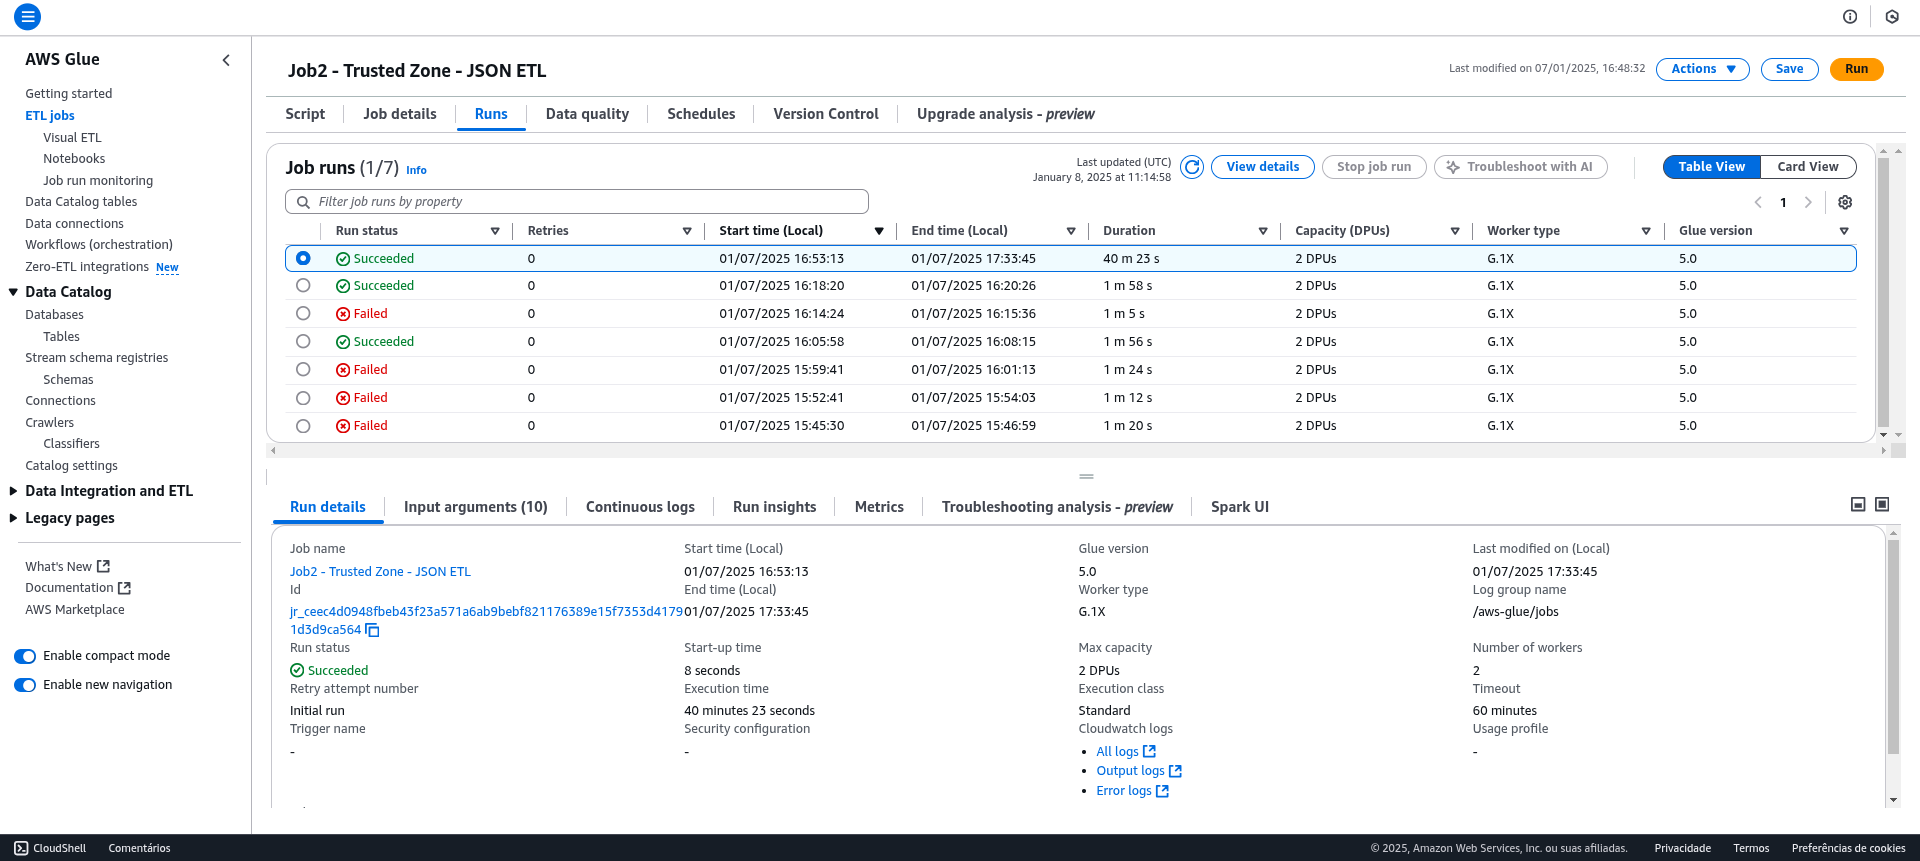 AWS Glue
Getting started
ETL jobs
Visual ETL
Notebooks
Job run monitoring
Data Catalog tables
Data connections
Workflows (orchestration)
Zero-ETL integrations New
Data Catalog
Databases
Tables
Stream schema registries
Schemas
Connections
Crawlers
Classifiers
Catalog settings
Data Integration and ETL
Legacy pages
What's New
Documentation
AWS Marketplace
Enable compact mode
Enable new navigation
Job2 - Trusted Zone - JSON ETL
Last modified on 07/01/2025, 16:48:32 Actions Save Run
Script Job details Runs Data quality Schedules Version Control Upgrade analysis - preview
Job runs (1/7) Info
Last updated (UTC)
January 8, 2025 at 11:14:58
View details Stop job run Troubleshoot with AI Table View Card View
Filter job runs by property
1
Run status Retries Start time (Local) End time (Local) Duration Capacity (DPUs) Worker type Glue version
Succeeded 0 01/07/2025 16:53:13 01/07/2025 17:33:45 40 m 23 s 2 DPUs G.1X 5.0
Succeeded 0 01/07/2025 16:18:20 01/07/2025 16:20:26 1 m 58 s 2 DPUs G.1X 5.0
Failed 0 01/07/2025 16:14:24 01/07/2025 16:15:36 1 m 5 s 2 DPUs G.1X 5.0
Succeeded 0 01/07/2025 16:05:58 01/07/2025 16:08:15 1 m 56 s 2 DPUs G.1X 5.0
Failed 0 01/07/2025 15:59:41 01/07/2025 16:01:13 1 m 24 s 2 DPUs G.1X 5.0
Failed 0 01/07/2025 15:52:41 01/07/2025 15:54:03 1 m 12 s 2 DPUs G.1X 5.0
Failed 0 01/07/2025 15:45:30 01/07/2025 15:46:59 1 m 20 s 2 DPUs G.1X 5.0
Run details Input arguments (10) Continuous logs Run insights Metrics Troubleshooting analysis - preview Spark UI
Job name Start time (Local) Glue version Last modified on (Local)
Job2 - Trusted Zone - JSON ETL 01/07/2025 16:53:13 5.0 01/07/2025 17:33:45
Id End time (Local) Worker type Log group name
jr_ceec4d0948fbeb43f23a571a6ab9bebf821176389e15f7353d4179 01/07/2025 17:33:45 G.1X /aws-glue/jobs
1d3d9ca564
Run status Start-up time Max capacity Number of workers
Succeeded 8 seconds 2 DPUs 2
Retry attempt number Execution time Execution class Timeout
Initial run 40 minutes 23 seconds Standard 60 minutes
Trigger name Security configuration Cloudwatch logs Usage profile
- - • All logs -
• Output logs
• Error logs
CloudShell Comentários © 2025, Amazon Web Services, Inc. ou suas afiliadas. Privacidade Termos Preferências de cookies